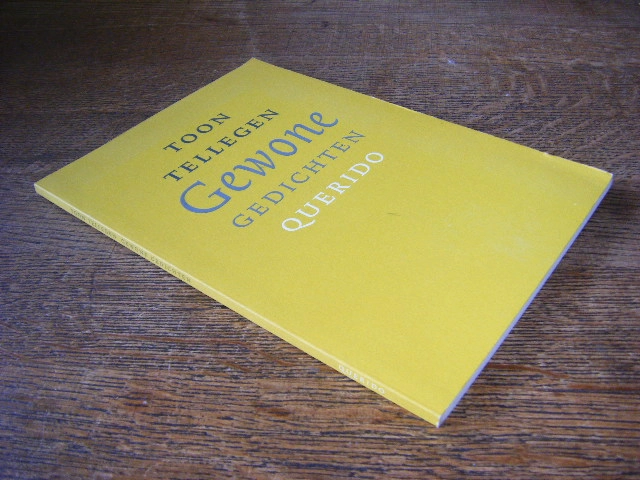 TOON
TELLEGEN
Gewone
GEDICHTEN
QUERIDO